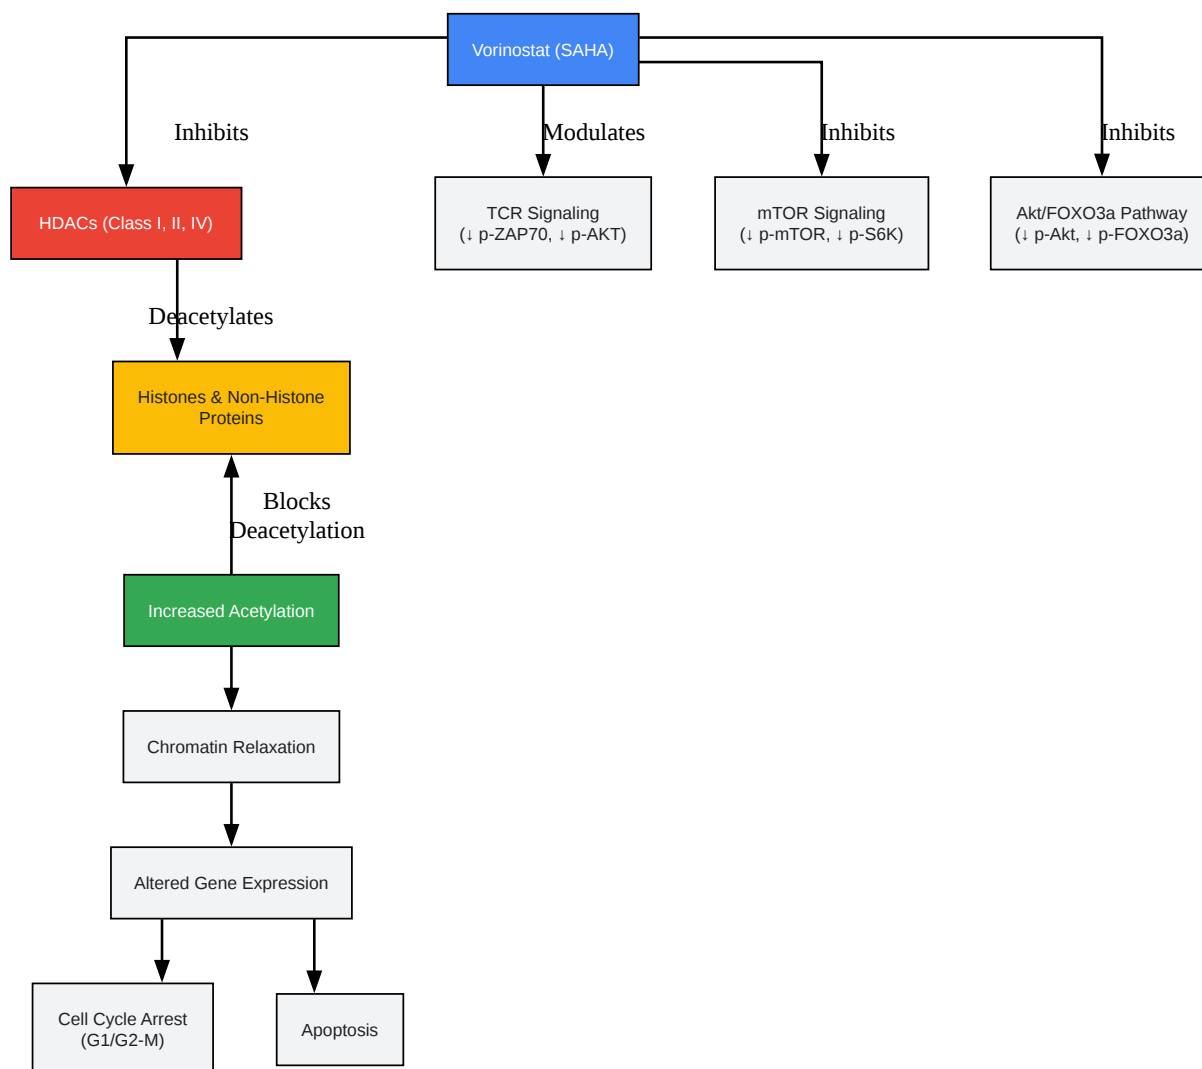 Vorinostat (SAHA)
Inhibits
Modulates
Inhibits
Inhibits
HDACs (Class I, II, IV)
TCR Signaling
(↓ p-ZAP70, ↓ p-AKT)
mTOR Signaling
(↓ p-mTOR, ↓ p-S6K)
Akt/FOXO3a Pathway
(↓ p-Akt, ↓ p-FOXO3a)
Deacetylates
Histones & Non-Histone
Proteins
Blocks
Deacetylation
Increased Acetylation
Chromatin Relaxation
Altered Gene Expression
Cell Cycle Arrest
(G1/G2-M)
Apoptosis